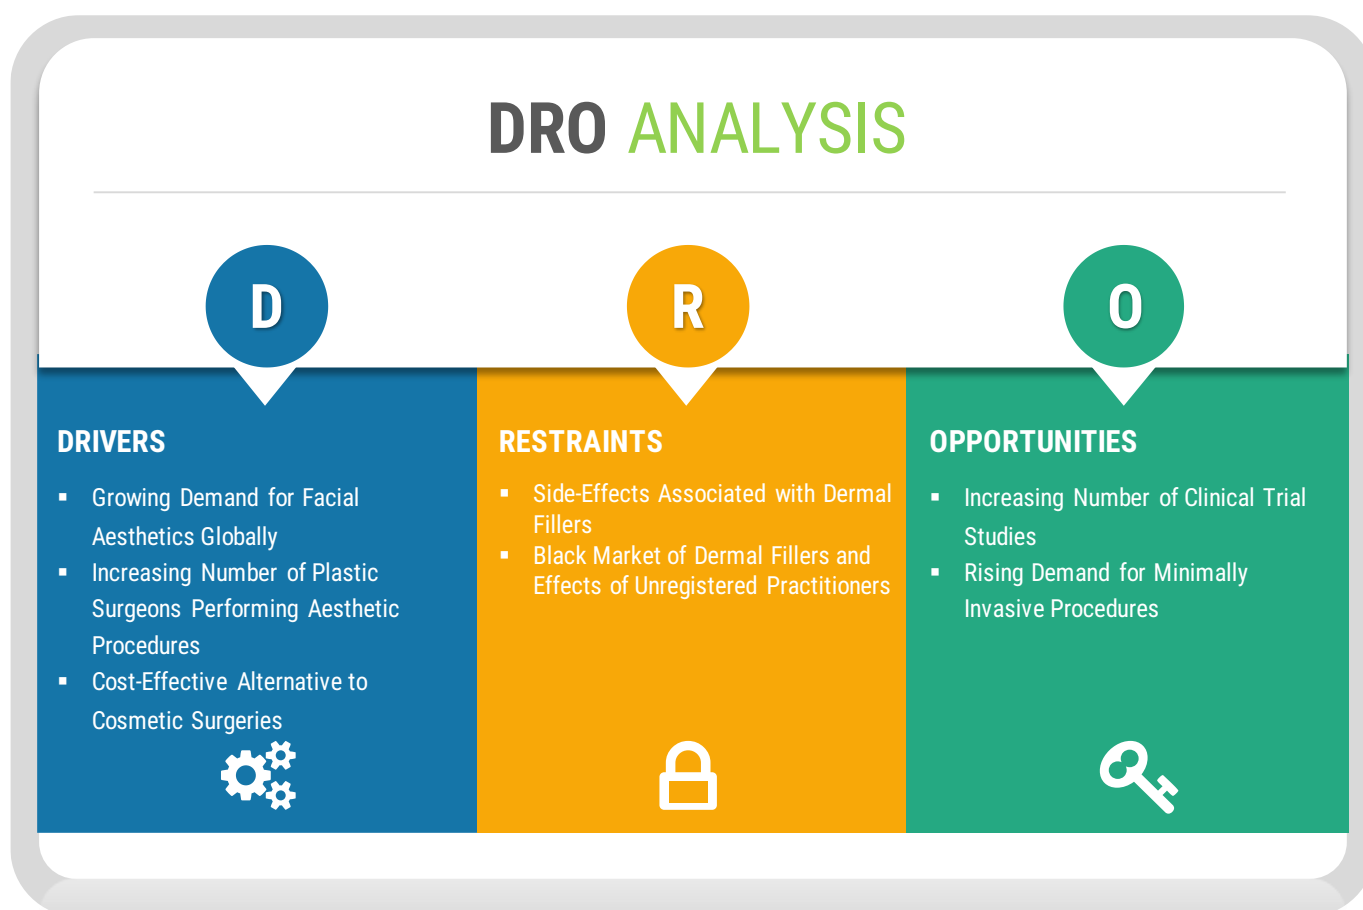 DRO ANALYSIS
D
R
O
DRIVERS
▪ Growing Demand for Facial
Aesthetics Globally
▪ Increasing Number of Plastic
Surgeons Performing Aesthetic
Procedures
▪ Cost-Effective Alternative to
Cosmetic Surgeries
RESTRAINTS
▪ Side-Effects Associated with Dermal
Fillers
▪ Black Market of Dermal Fillers and
Effects of Unregistered Practitioners
OPPORTUNITIES
▪ Increasing Number of Clinical Trial
Studies
▪ Rising Demand for Minimally
Invasive Procedures